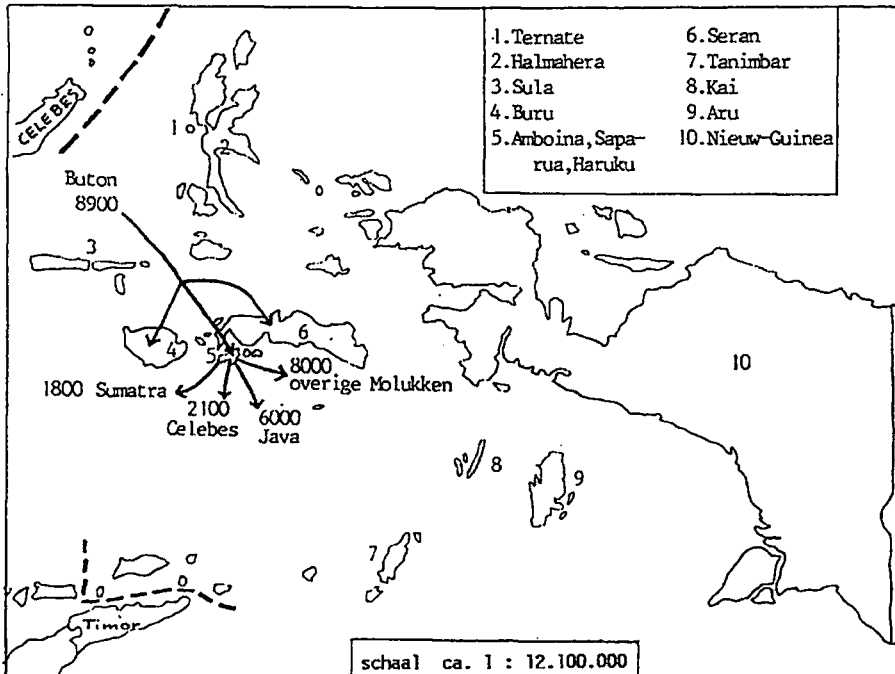 1.Ternate
2.Halmahera
3.Sula
4.Buru
5.Amboina,Sapa-
rua,Haruku
6.Seran
7.Tanimbar
8.Kai
9.Aru
10.Nieuw-Guinea
CELEBES
1
2
Buton
8900
3
4
5
6
8000
overige Molukken
1800 Sumatra
2100
Celebes
6000
Java
10
8
9
7
Timor
schaal ca. 1 : 12.100.000